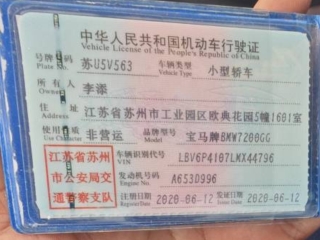 中华人民共和国机动车行驶证
Vehicle License of the People's Republic of China
号牌号码 苏U5V563 车辆类型 小型轿车
Plate No. Vehicle Type
所有人 李添
Owner
住址 江苏省苏州市工业园区欧典花园5幢1601室
Address
使用性质 非营运 品牌型号 宝马牌BMW7200GG
江苏省苏州市公安局交通警察支队
车辆识别代号 LBV6P4107LMX44796
VIN
发动机号码 A653D996
Engine No.
注册日期 2020-06-12 发证日期 2020-06-12
Register Date Issue Date